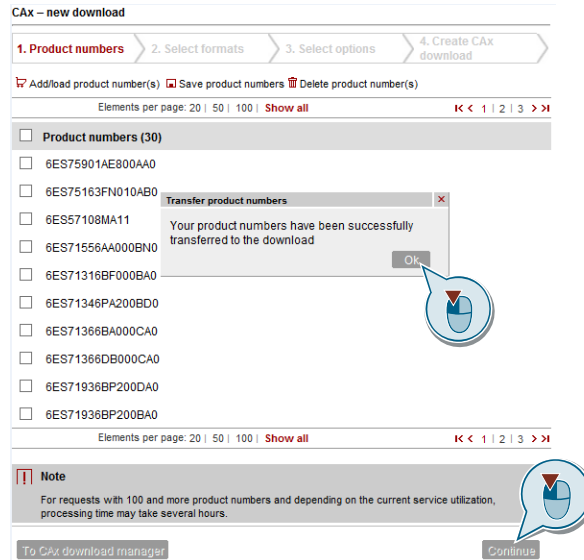 CAx – new download
1. Product numbers
2. Select formats
3. Select options
4. Create CAx
download
Add/load product number(s) Save product numbers Delete product number(s)
Elements per page: 20 | 50 | 100 | Show all
1 | 2 | 3
Product numbers (30)
6ES75901AE800AA0
6ES75163FN010AB0
6ES57108MA11
6ES71556AA000BN0
6ES71316BF000BA0
6ES71346PA200BD0
6ES71366BA000CA0
6ES71366DB000CA0
6ES71936BP200DA0
6ES71936BP200BA0
Transfer product numbers
Your product numbers have been successfully
transferred to the download
Ok
Elements per page: 20 | 50 | 100 | Show all
1 | 2 | 3
Note
For requests with 100 and more product numbers and depending on the current service utilization,
processing time may take several hours.
To CAx download manager
Continue